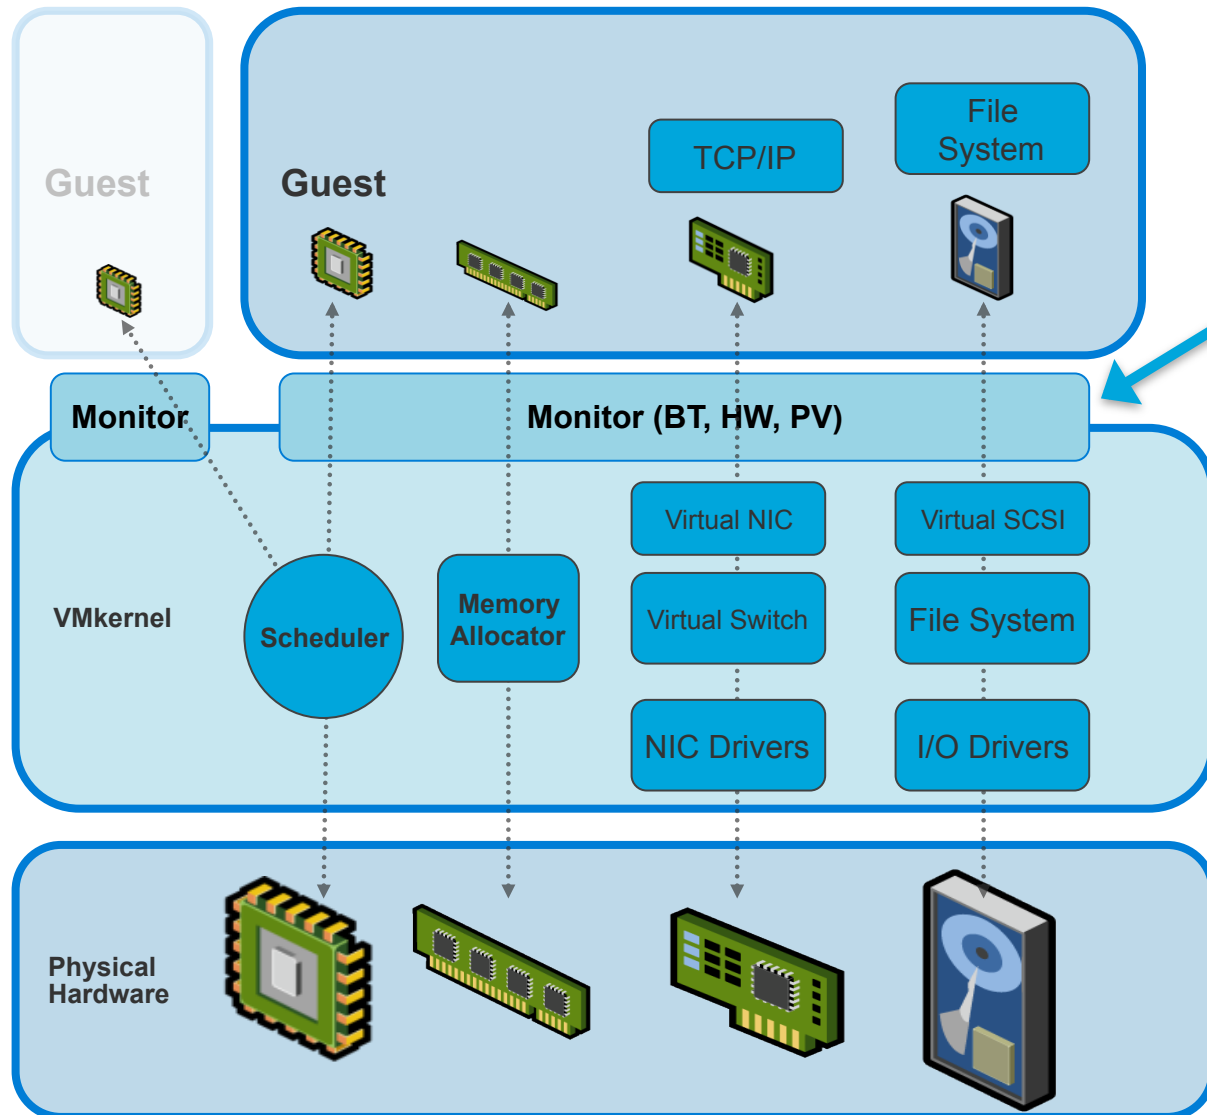 File
System
TCP/IP
Guest
Guest
Monitor
Monitor (BT, HW, PV)
Virtual NIC
Virtual SCSI
VMkernel
Scheduler
Memory
Allocator
Virtual Switch
File System
NIC Drivers
I/O Drivers
Physical
Hardware